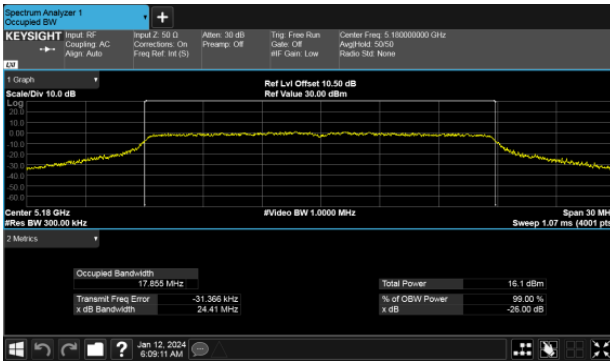 Spectrum Analyzer 1
Occupied BW
+
KEYSIGHT
Input: RF
Coupling: AC
Align: Auto
Input Z: 50 Ω
Corrections: On
Freq Ref: Int (S)
Atten: 30 dB
Preamp: Off
Trig: Free Run
Gate: Off
#IF Gain: Low
Center Freq: 5.180000000 GHz
Avg|Hold: 50/50
Radio Std: None
LXI
1 Graph
Scale/Div 10.0 dB
Ref Lvl Offset 10.50 dB
Ref Value 30.00 dBm
Log
20.0
10.0
0.00
-10.0
-20.0
-30.0
-40.0
-50.0
-60.0
Center 5.18 GHz
#Res BW 300.00 kHz
#Video BW 1.0000 MHz
Span 30 MH
Sweep 1.07 ms (4001 pts
2 Metrics
Occupied Bandwidth
17.855 MHz
Transmit Freq Error -31.366 kHz
x dB Bandwidth 24.41 MHz
Total Power 16.1 dBm
% of OBW Power 99.00 %
x dB -26.00 dB
?
Jan 12, 2024
6:09:11 AM